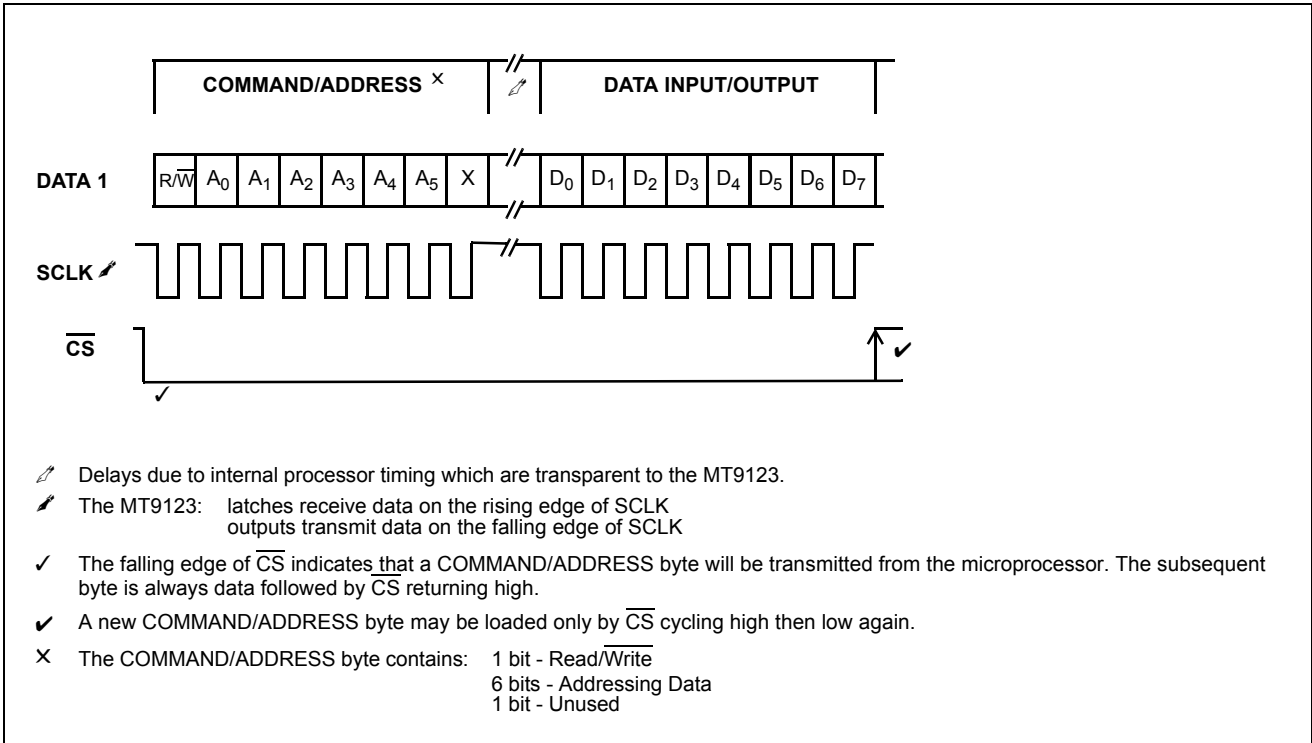 COMMAND/ADDRESS ✕ DATA INPUT/OUTPUT
DATA 1 R/W̅ A₀ A₁ A₂ A₃ A₄ A₅ X D₀ D₁ D₂ D₃ D₄ D₅ D₆ D₇
SCLK
C̅S̅
Delays due to internal processor timing which are transparent to the MT9123.
The MT9123: latches receive data on the rising edge of SCLK
outputs transmit data on the falling edge of SCLK
✓ The falling edge of C̅S̅ indicates that a COMMAND/ADDRESS byte will be transmitted from the microprocessor. The subsequent
byte is always data followed by C̅S̅ returning high.
✔ A new COMMAND/ADDRESS byte may be loaded only by C̅S̅ cycling high then low again.
✕ The COMMAND/ADDRESS byte contains: 1 bit - Read/W̅r̅i̅t̅e̅
6 bits - Addressing Data
1 bit - Unused